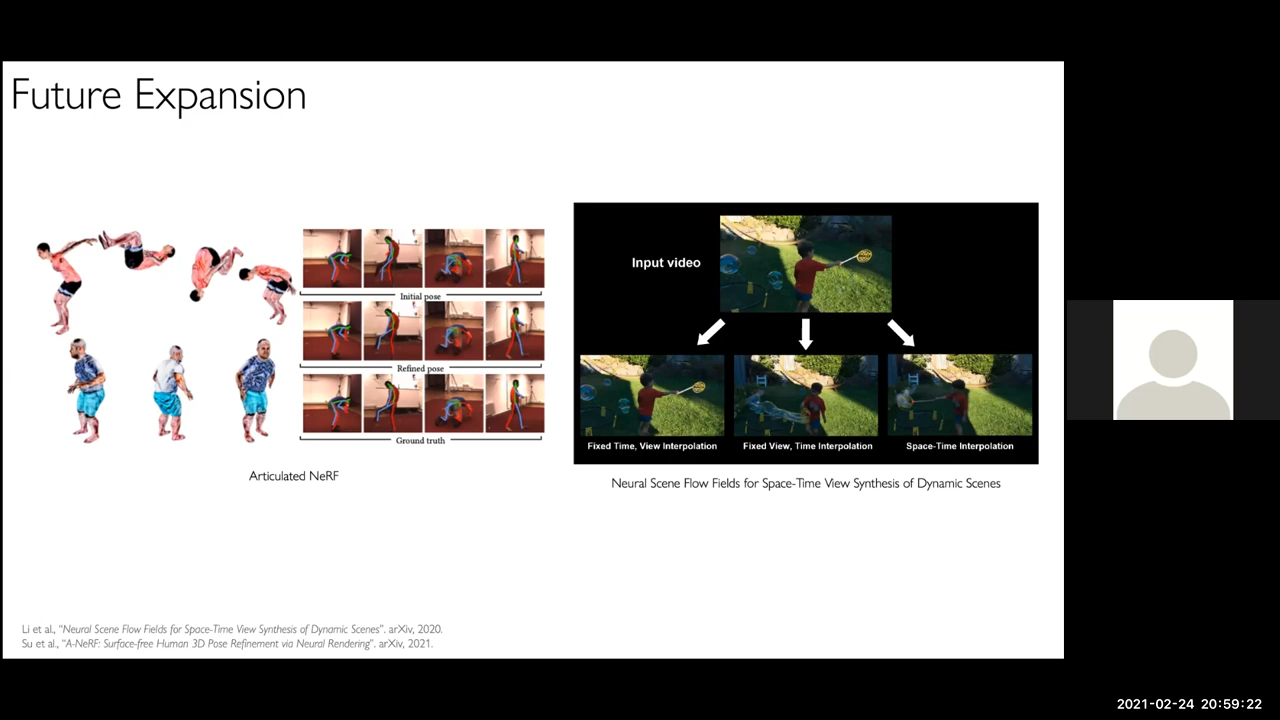 Future Expansion
Initial pose
Refined pose
Ground truth
Articulated NeRF
Input video
Fixed Time, View Interpolation
Fixed View, Time Interpolation
Space-Time Interpolation
Neural Scene Flow Fields for Space-Time View Synthesis of Dynamic Scenes
Li et al., “Neural Scene Flow Fields for Space-Time View Synthesis of Dynamic Scenes”. arXiv, 2020.
Su et al., “A-NeRF: Surface-free Human 3D Pose Refinement via Neural Rendering”. arXiv, 2021.
2021-02-24 20:59:22